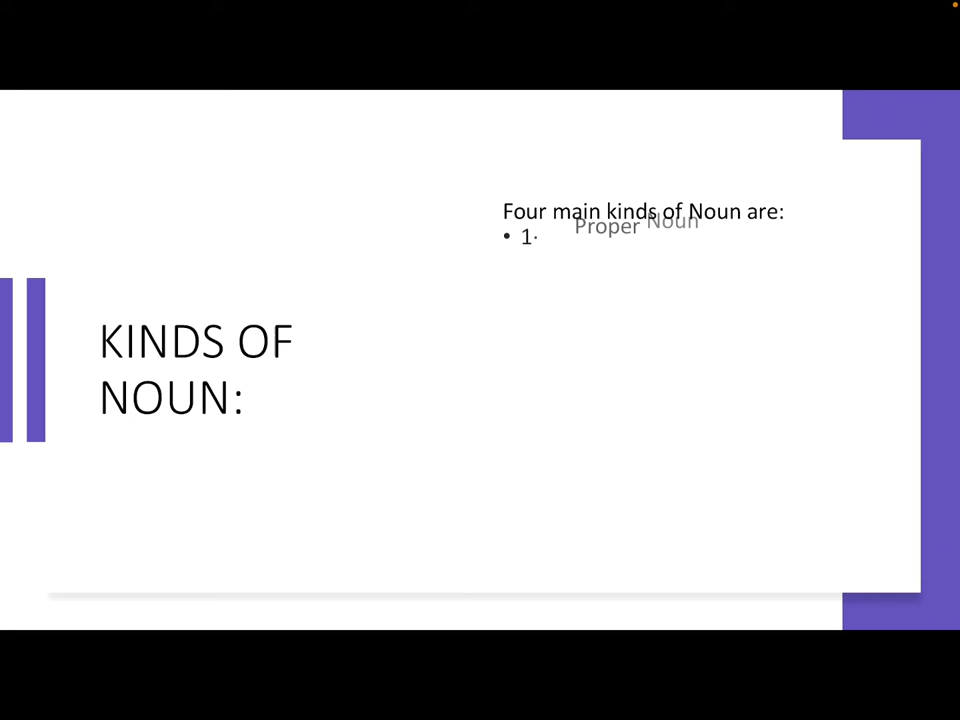 Four main kinds of Noun are:
• 1· Proper Noun
KINDS OF
NOUN: